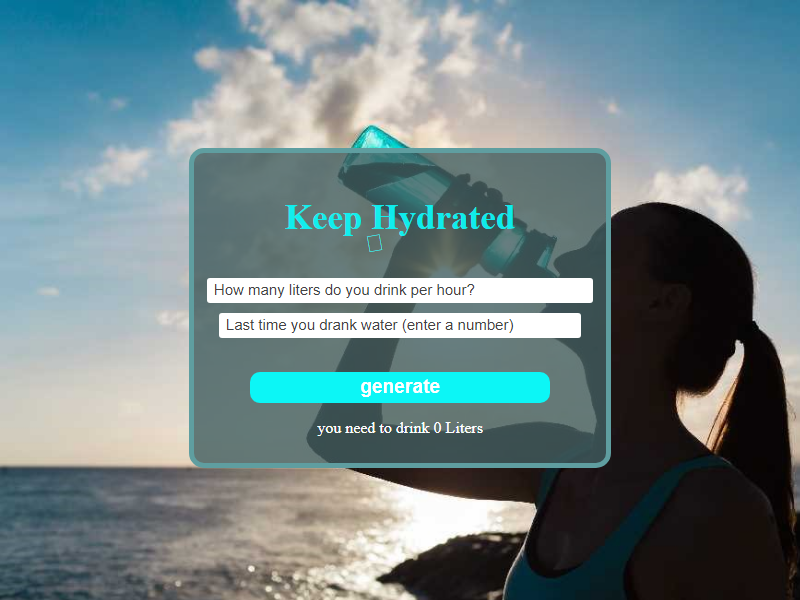 Keep Hydrated
How many liters do you drink per hour?
Last time you drank water (enter a number)
generate
you need to drink 0 Liters